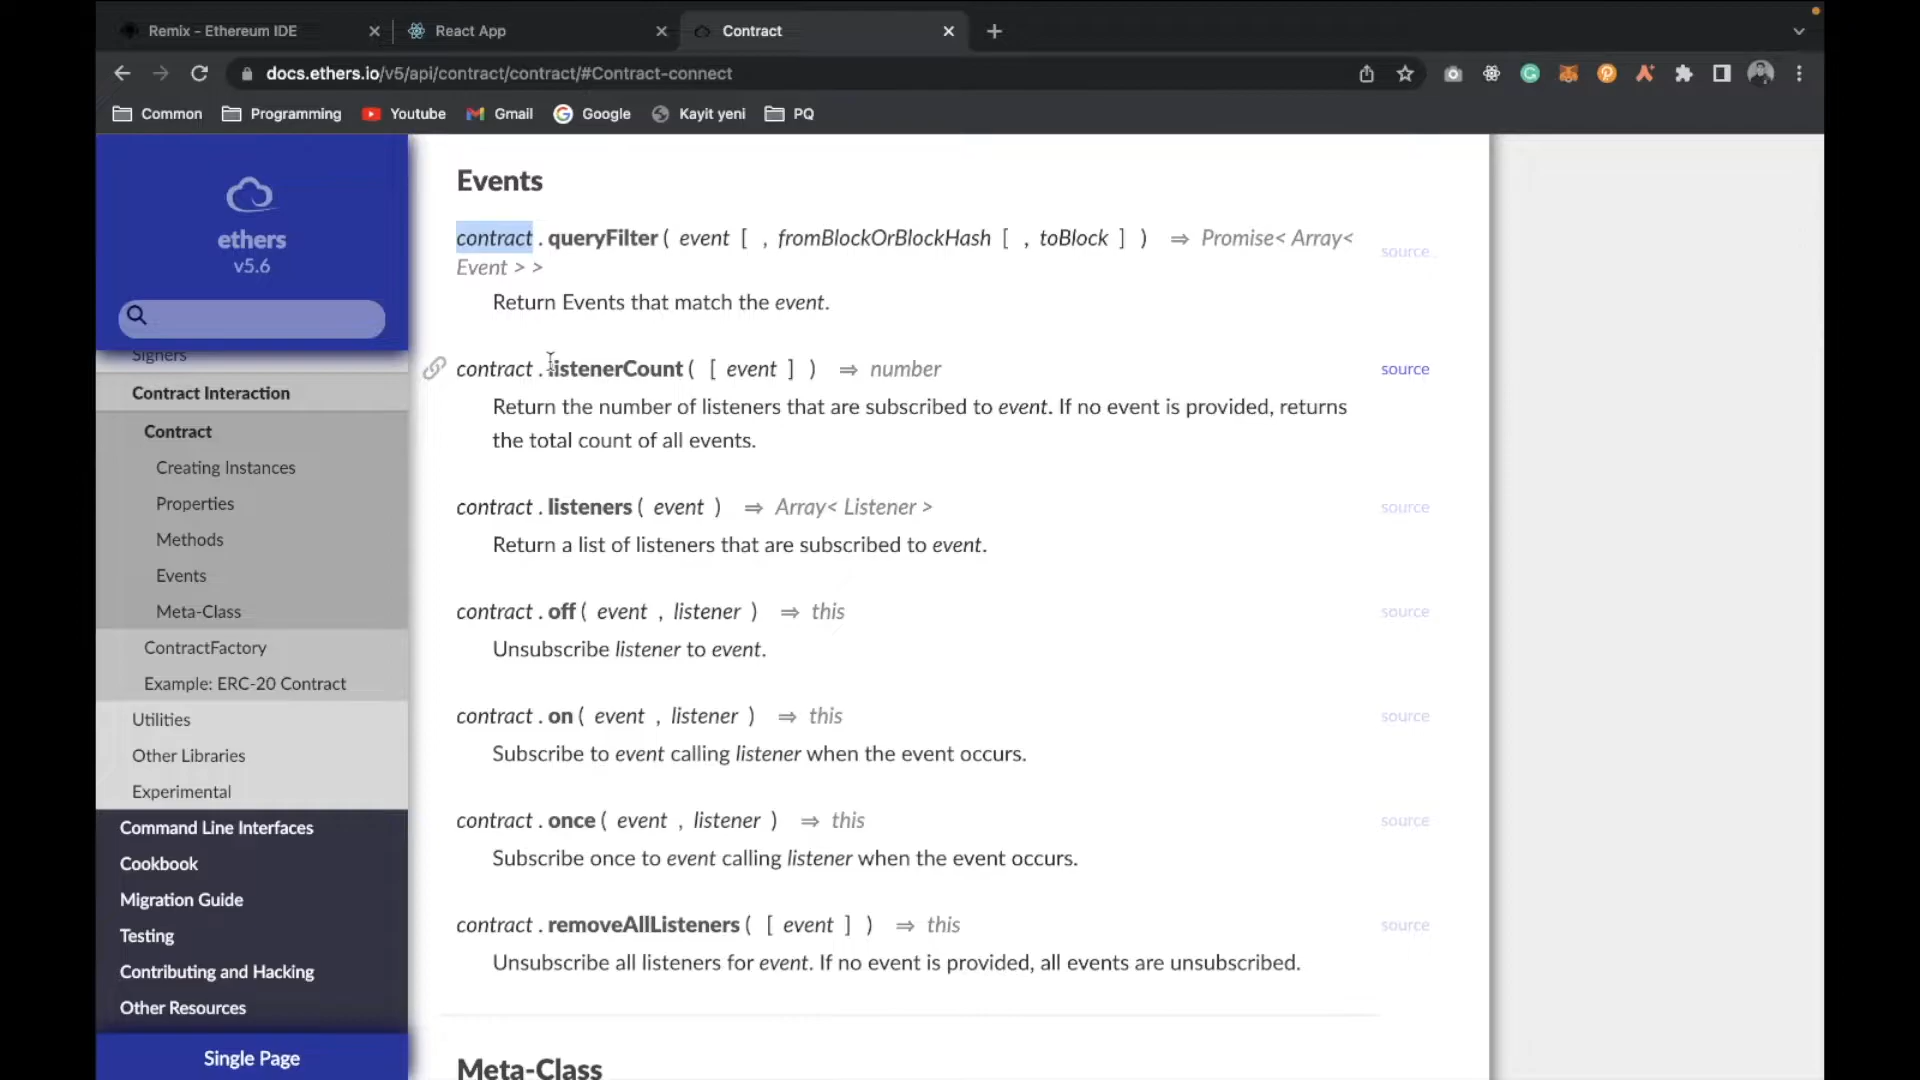 Remix - Ethereum IDE
React App
Contract
docs.ethers.io/v5/api/contract/contract/#Contract-connect
Common
Programming
Youtube
Gmail
Google
Kayit yeni
PQ
ethers
v5.6
Signers
Contract Interaction
Contract
Creating Instances
Properties
Methods
Events
Meta-Class
ContractFactory
Example: ERC-20 Contract
Utilities
Other Libraries
Experimental
Command Line Interfaces
Cookbook
Migration Guide
Testing
Contributing and Hacking
Other Resources
Single Page
Events
contract . queryFilter ( event [ , fromBlockOrBlockHash [ , toBlock ] ) ⇒ Promise< Array<
Event > >
source
Return Events that match the event.
contract . listenerCount ( [ event ] ) ⇒ number
source
Return the number of listeners that are subscribed to event. If no event is provided, returns
the total count of all events.
contract . listeners ( event ) ⇒ Array< Listener >
source
Return a list of listeners that are subscribed to event.
contract . off ( event , listener ) ⇒ this
source
Unsubscribe listener to event.
contract . on ( event , listener ) ⇒ this
source
Subscribe to event calling listener when the event occurs.
contract . once ( event , listener ) ⇒ this
source
Subscribe once to event calling listener when the event occurs.
contract . removeAllListeners ( [ event ] ) ⇒ this
source
Unsubscribe all listeners for event. If no event is provided, all events are unsubscribed.
Meta-Class